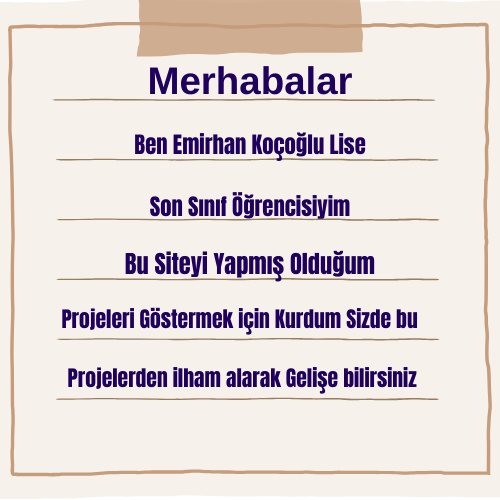 Merhabalar
Ben Emirhan Koçoğlu Lise
Son Sınıf Öğrencisiyim
Bu Siteyi Yapmış Olduğum
Projeleri Göstermek için Kurdum Sizde bu
Projelerden ilham alarak Gelişe bilirsiniz